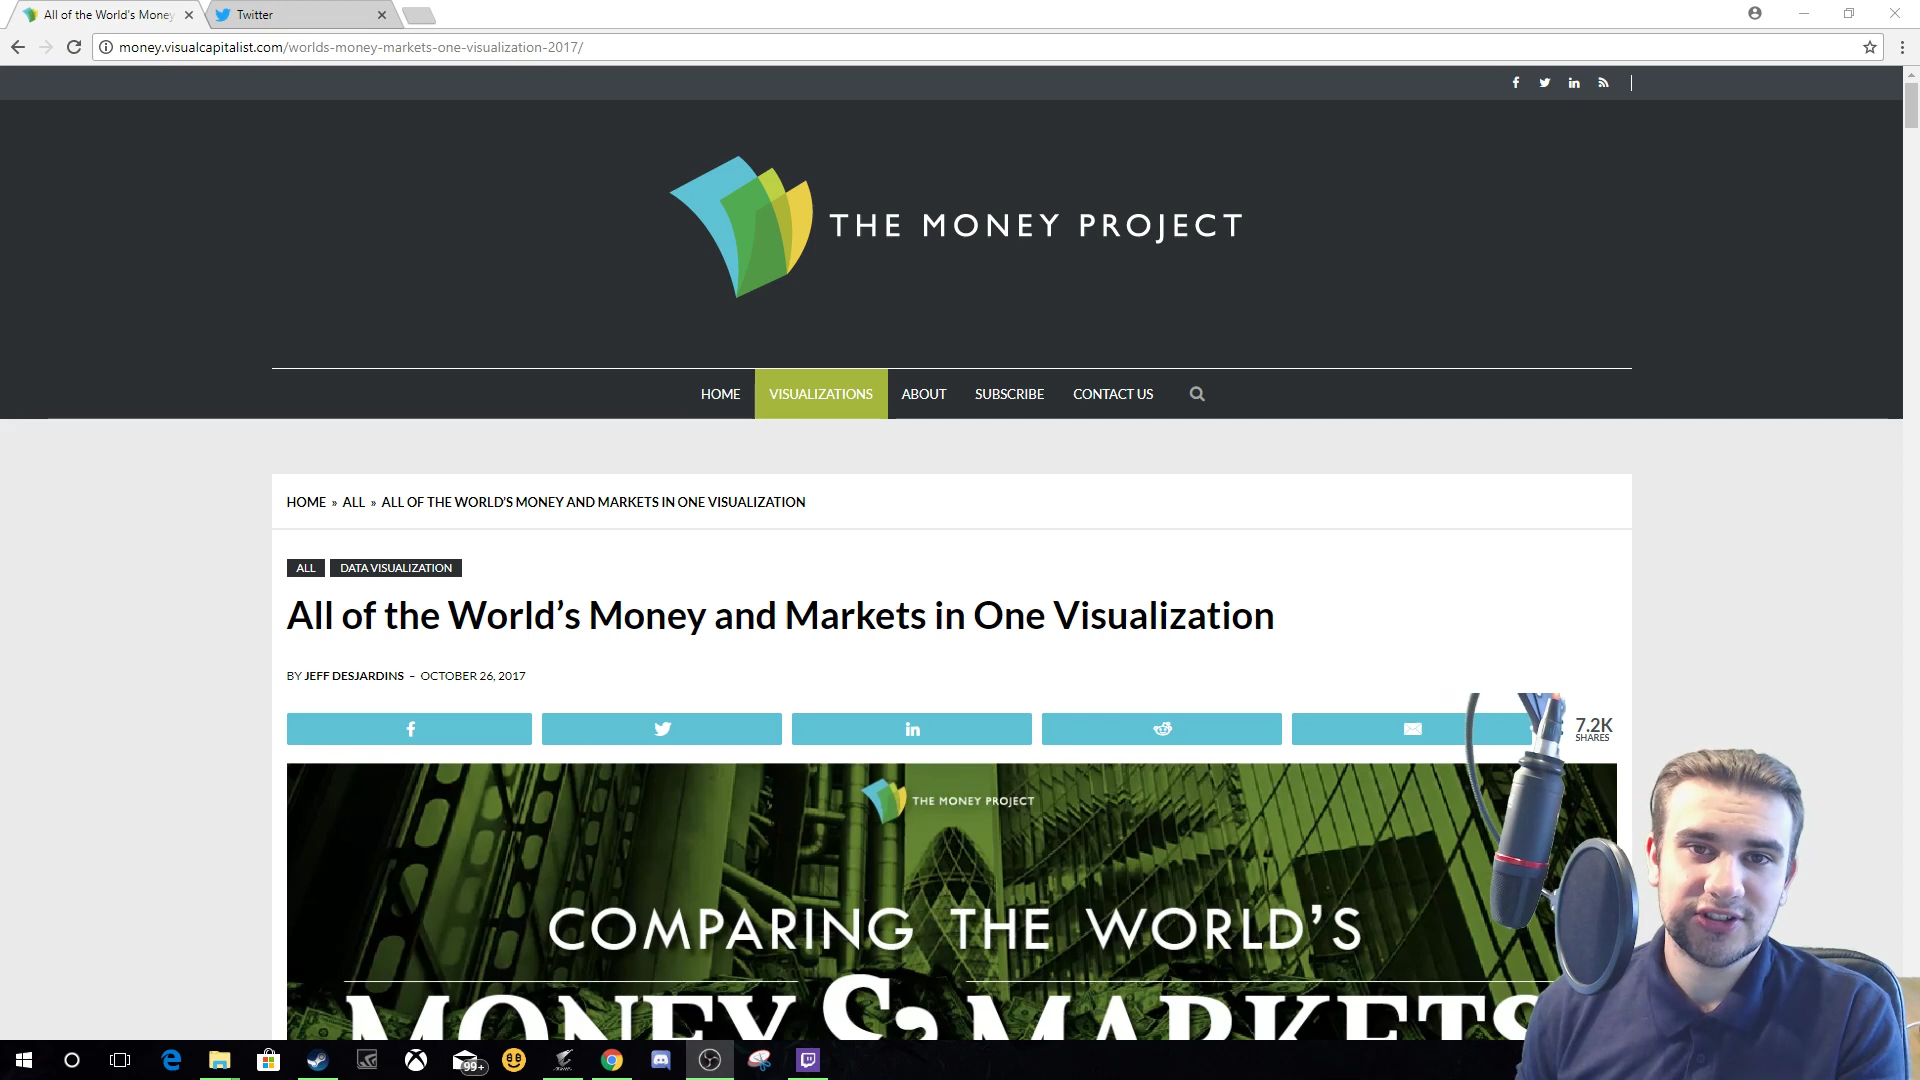 All of the World's Money
Twitter
money.visualcapitalist.com/worlds-money-markets-one-visualization-2017/
THE MONEY PROJECT
HOME VISUALIZATIONS ABOUT SUBSCRIBE CONTACT US
HOME » ALL » ALL OF THE WORLD'S MONEY AND MARKETS IN ONE VISUALIZATION
ALL DATA VISUALIZATION
All of the World’s Money and Markets in One Visualization
BY JEFF DESJARDINS – OCTOBER 26, 2017
7.2K
SHARES
THE MONEY PROJECT
COMPARING THE WORLD’S
MONEY & MARKETS
99+